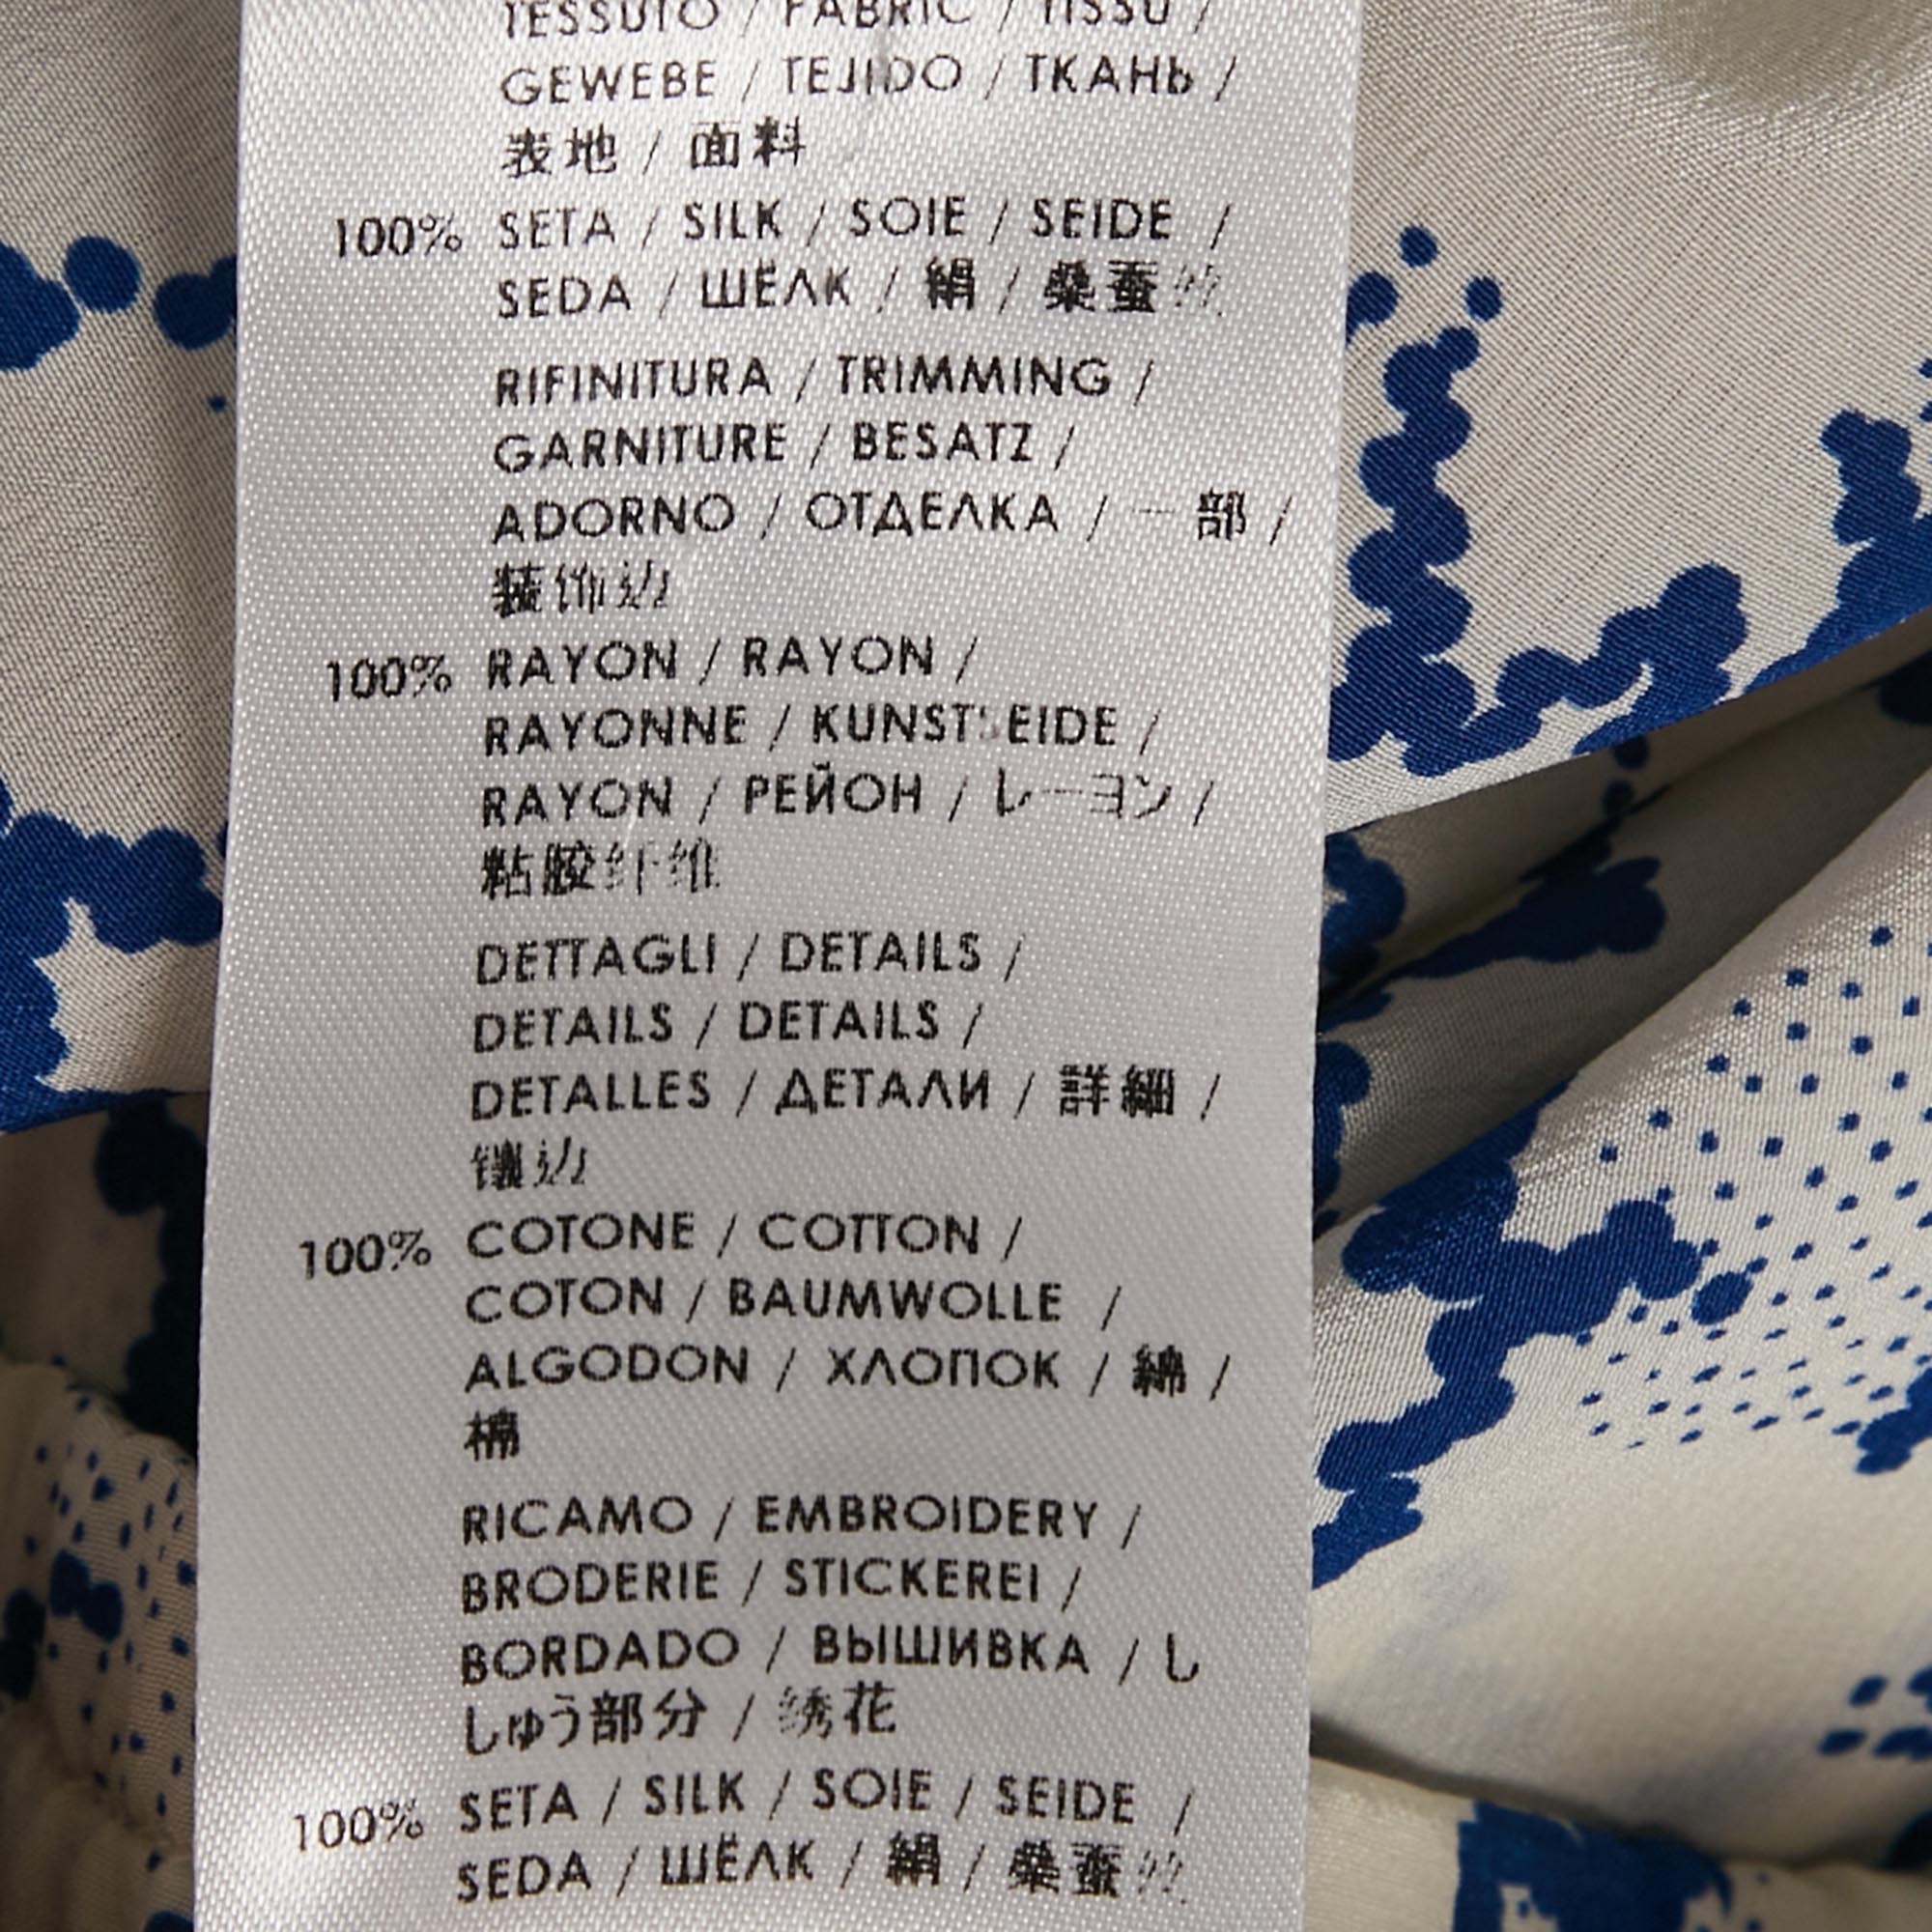 TESSUTO / FABRIC / TISSU /
GEWEBE / TEJIDO / ТКАНЬ /
表地 / 面料
100% SETA / SILK / SOIE / SEIDE /
SEDA / ШЁЛК / 絹 / 桑蚕丝
RIFINITURA / TRIMMING /
GARNITURE / BESATZ /
ADORNO / ОТДЕЛКА / 一部 /
装饰边
100% RAYON / RAYON /
RAYONNE / KUNSTSEIDE /
RAYON / РЕЙОН / レーヨン /
粘胶纤维
DETTAGLI / DETAILS /
DETAILS / DETAILS /
DETALLES / ДЕТАЛИ / 詳細 /
镶边
100% COTONE / COTTON /
COTON / BAUMWOLLE /
ALGODON / ХЛОПОК / 綿 /
棉
RICAMO / EMBROIDERY /
BRODERIE / STICKEREI /
BORDADO / ВЫШИВКА / し
しゅう部分 / 绣花
100% SETA / SILK / SOIE / SEIDE /
SEDA / ШЁЛК / 絹 / 桑蚕丝